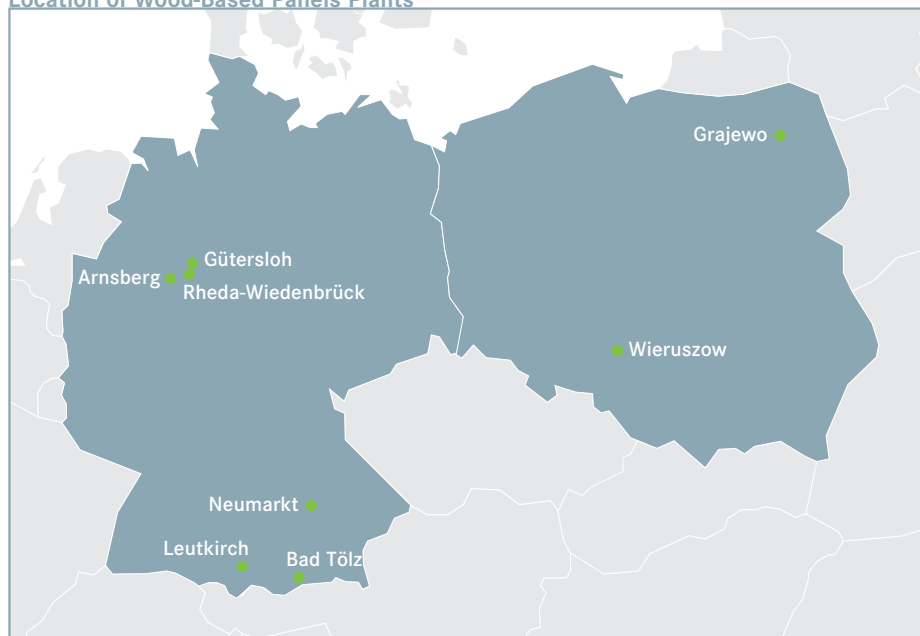 Location of Wood-Based Panels Plants
Grajewo
Gütersloh
Arnsberg
Rheda-Wiedenbrück
Wieruszow
Neumarkt
Leutkirch
Bad Tölz